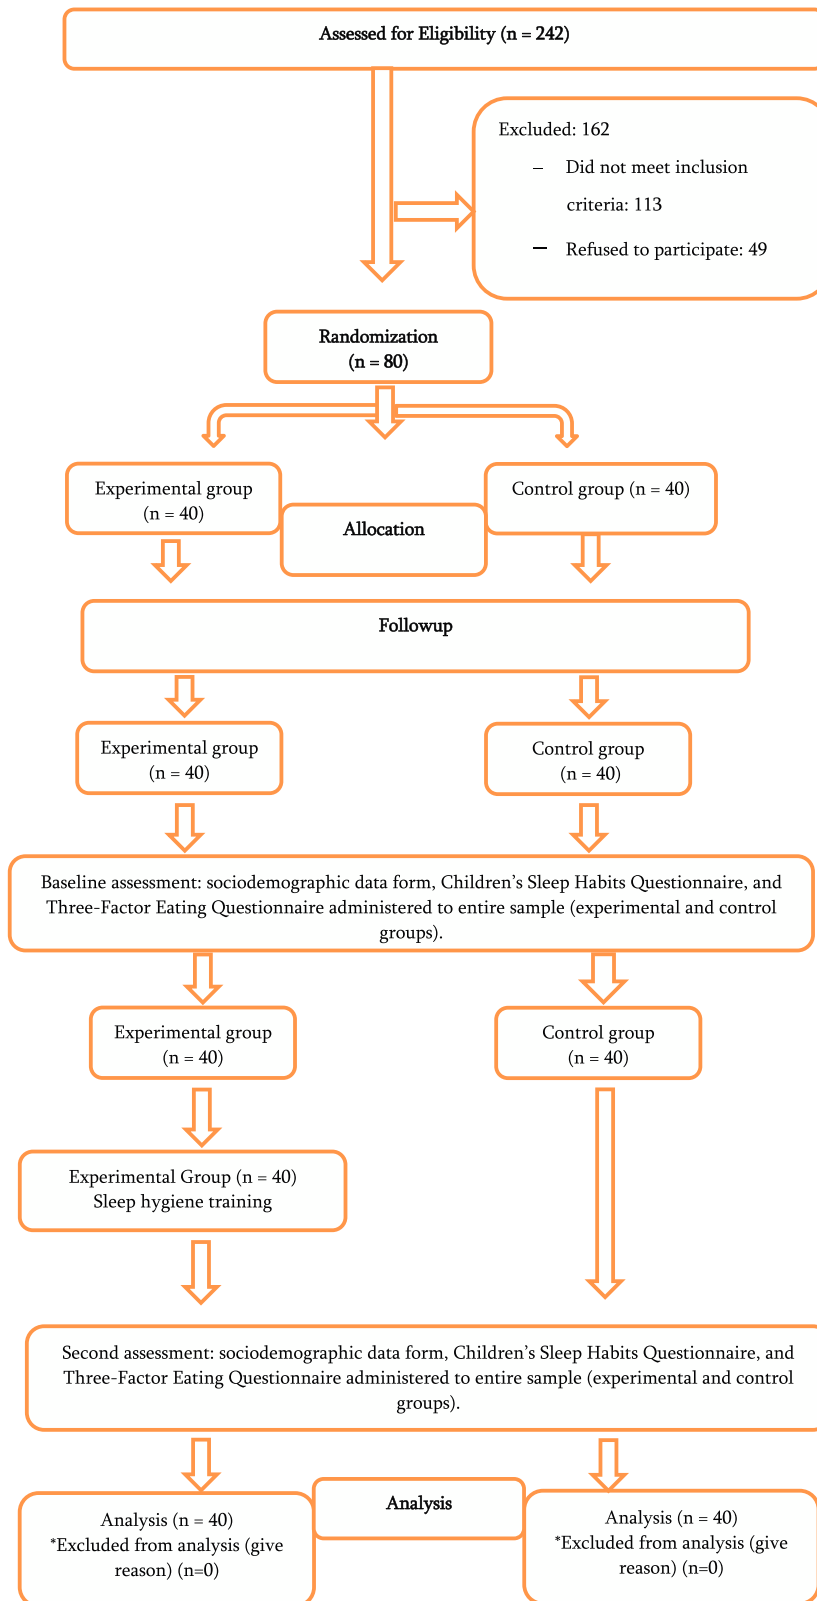 Assessed for Eligibility (n = 242)
Excluded: 162
– Did not meet inclusion
criteria: 113
– Refused to participate: 49
Randomization
(n = 80)
Experimental group
(n = 40)
Control group (n = 40)
Allocation
Followup
Experimental group
(n = 40)
Control group
(n = 40)
Baseline assessment: sociodemographic data form, Children’s Sleep Habits Questionnaire, and
Three-Factor Eating Questionnaire administered to entire sample (experimental and control
groups).
Experimental group
(n = 40)
Control group
(n = 40)
Experimental Group (n = 40)
Sleep hygiene training
Second assessment: sociodemographic data form, Children’s Sleep Habits Questionnaire, and
Three-Factor Eating Questionnaire administered to entire sample (experimental and control
groups).
Analysis
Analysis (n = 40)
*Excluded from analysis (give
reason) (n=0)
Analysis (n = 40)
*Excluded from analysis (give
reason) (n=0)